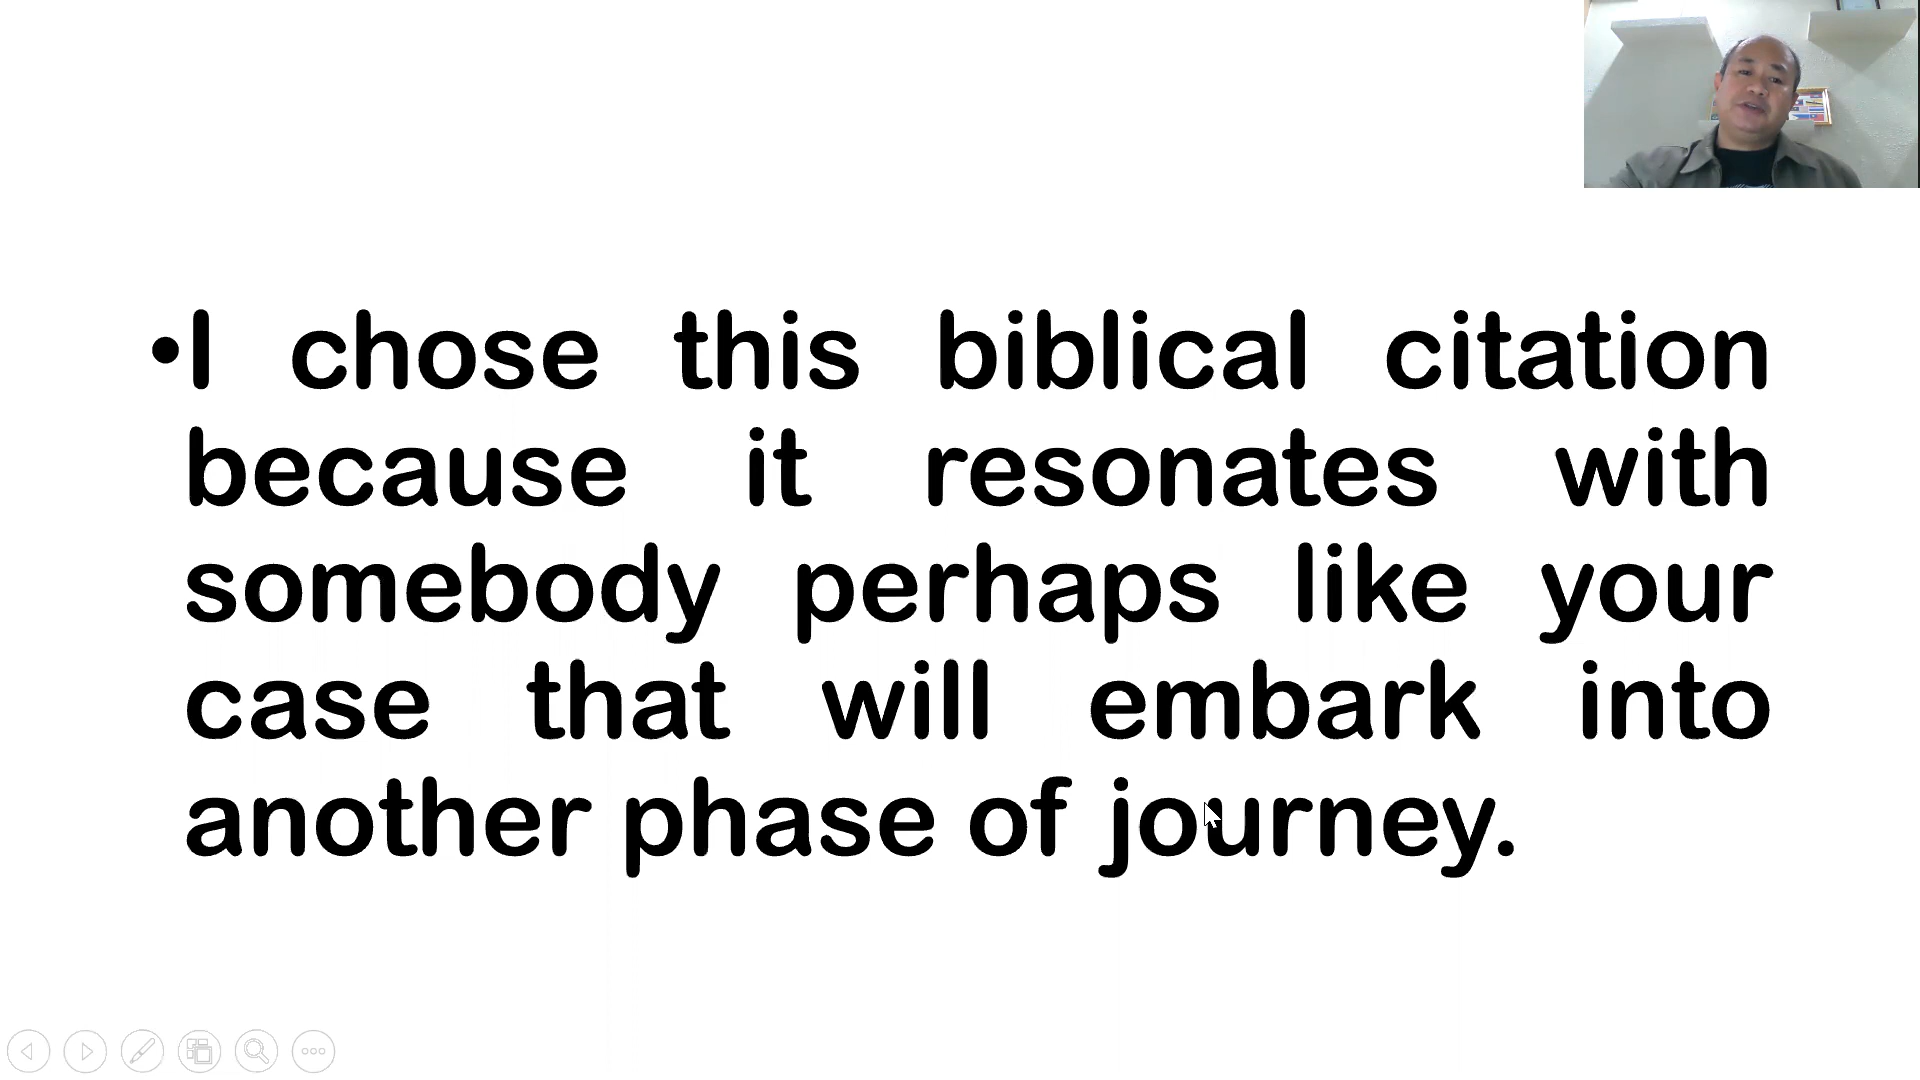 •I chose this biblical citation
because it resonates with
somebody perhaps like your
case that will embark into
another phase of journey.